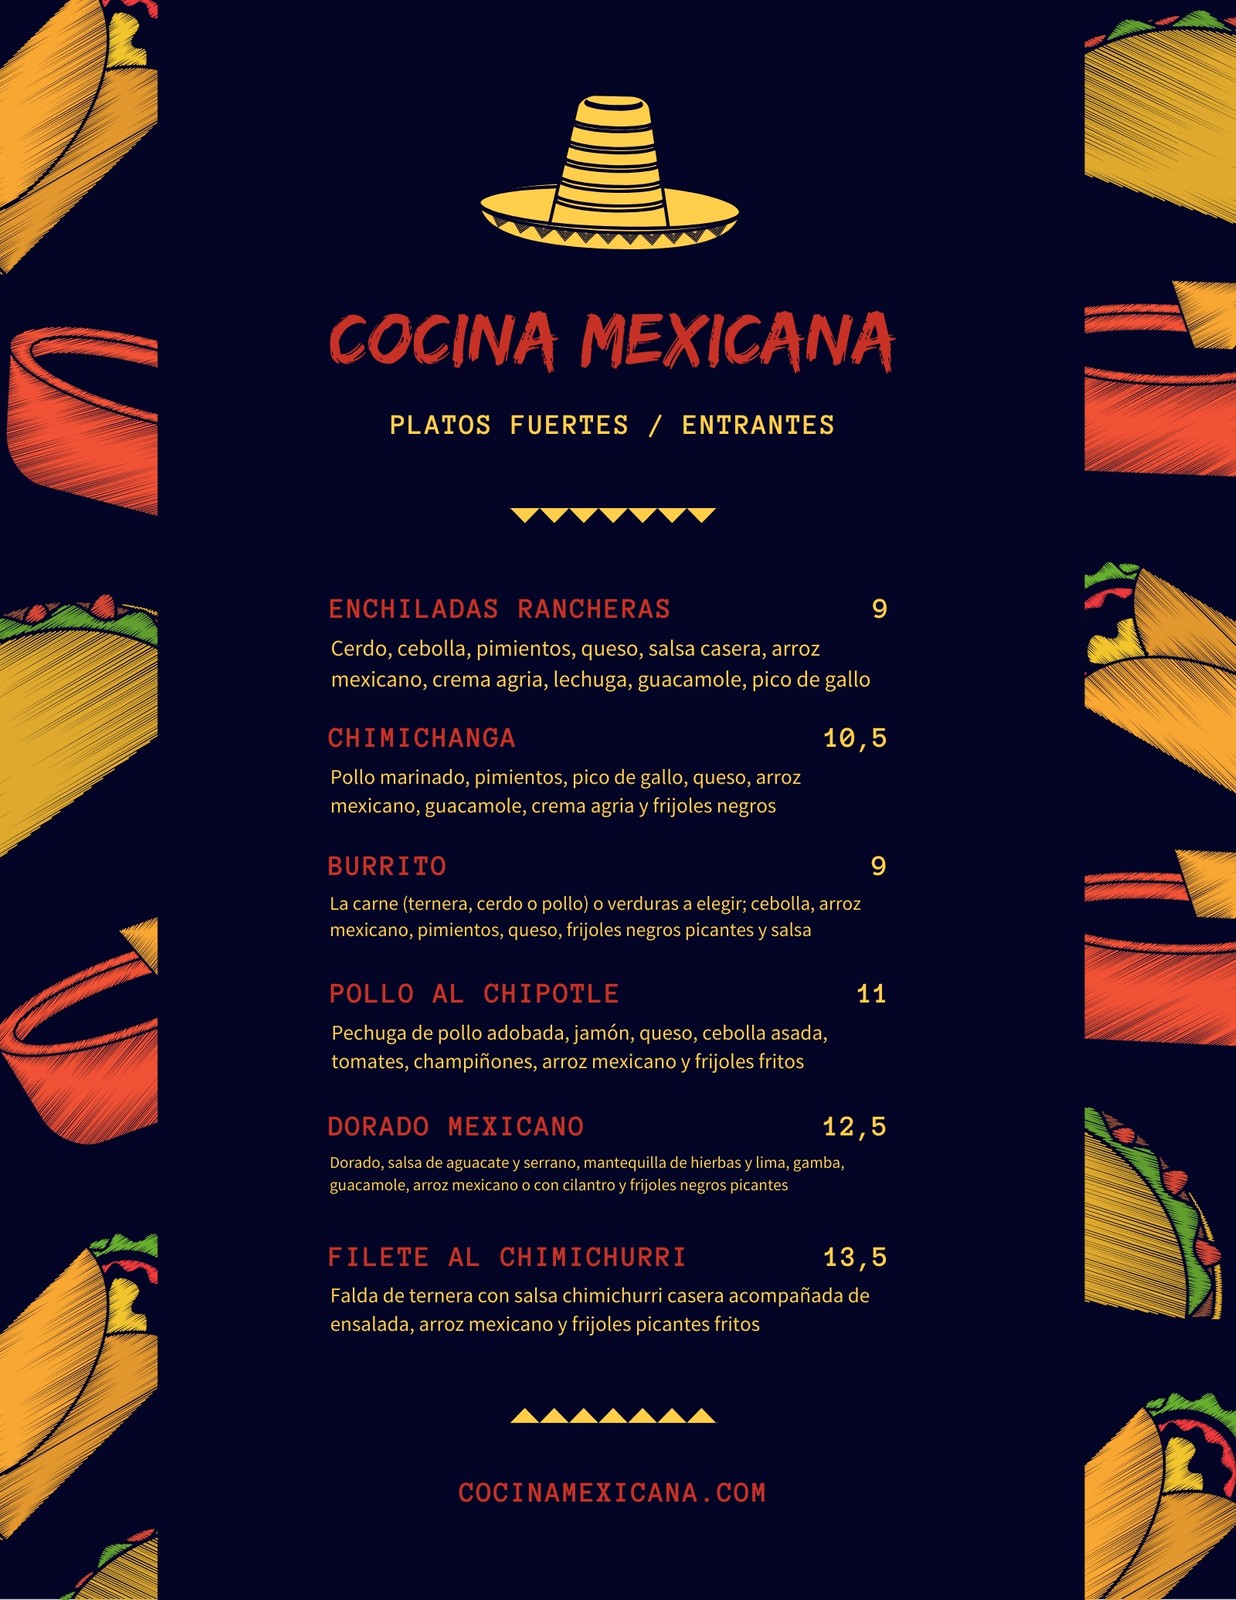 COCINA MEXICANA
PLATOS FUERTES / ENTRANTES
ENCHILADAS RANCHERAS 9
Cerdo, cebolla, pimientos, queso, salsa casera, arroz
mexicano, crema agria, lechuga, guacamole, pico de gallo
CHIMICHANGA 10,5
Pollo marinado, pimientos, pico de gallo, queso, arroz
mexicano, guacamole, crema agria y frijoles negros
BURRITO 9
La carne (ternera, cerdo o pollo) o verduras a elegir; cebolla, arroz
mexicano, pimientos, queso, frijoles negros picantes y salsa
POLLO AL CHIPOTLE 11
Pechuga de pollo adobada, jamón, queso, cebolla asada,
tomates, champiñones, arroz mexicano y frijoles fritos
DORADO MEXICANO 12,5
Dorado, salsa de aguacate y serrano, mantequilla de hierbas y lima, gamba,
guacamole, arroz mexicano o con cilantro y frijoles negros picantes
FILETE AL CHIMICHURRI 13,5
Falda de ternera con salsa chimichurri casera acompañada de
ensalada, arroz mexicano y frijoles picantes fritos
COCINAMEXICANA.COM